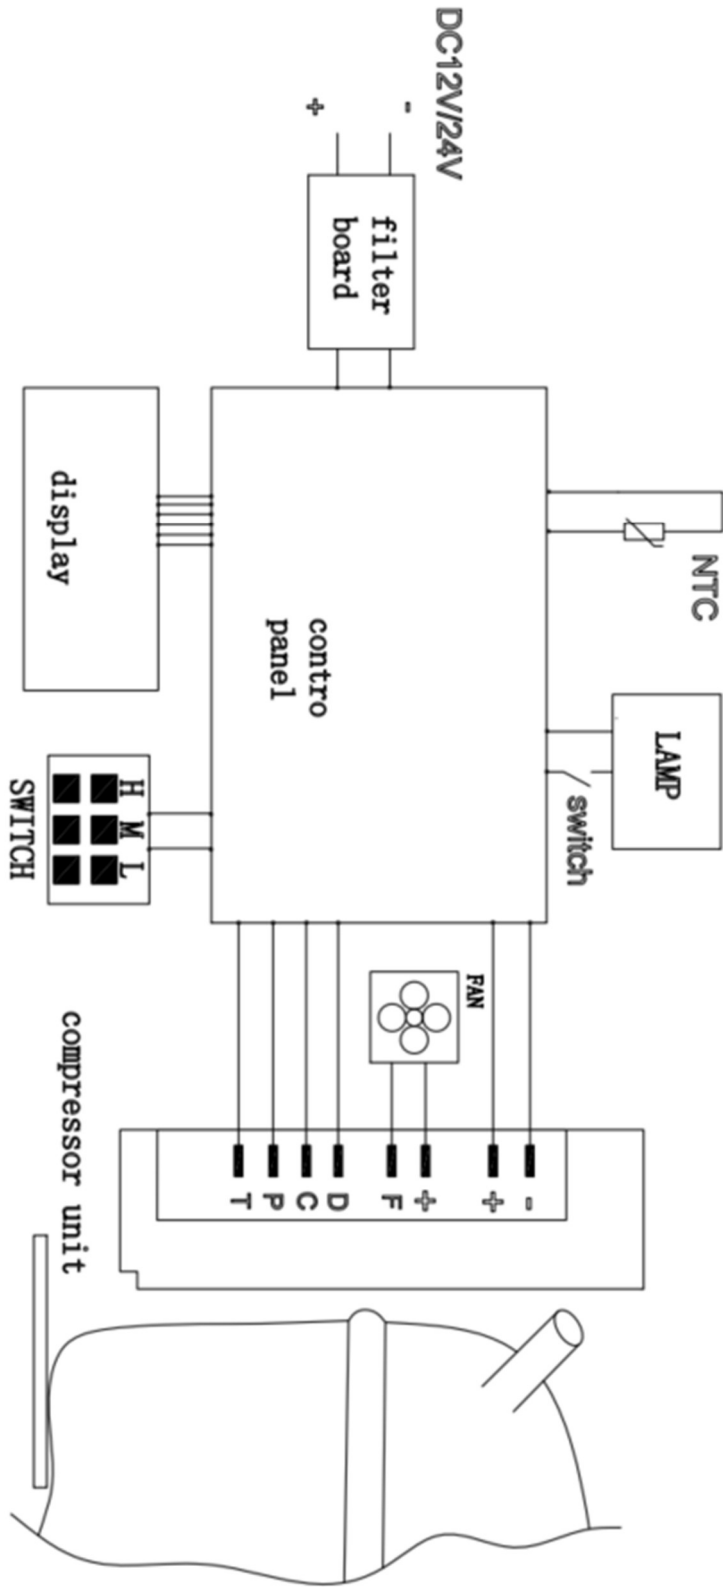 DC12V/24V
-
+
filter
board
NTC
LAMP
switch
contro
panel
display
H M L
SWITCH
FAN
-
+
+
F
D
C
P
T
compressor unit